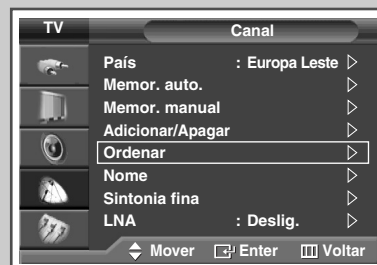 TV Canal
País : Europa Leste
Memor. auto.
Memor. manual
Adicionar/Apagar
Ordenar
Nome
Sintonia fina
LNA : Deslig.
Mover Enter Voltar